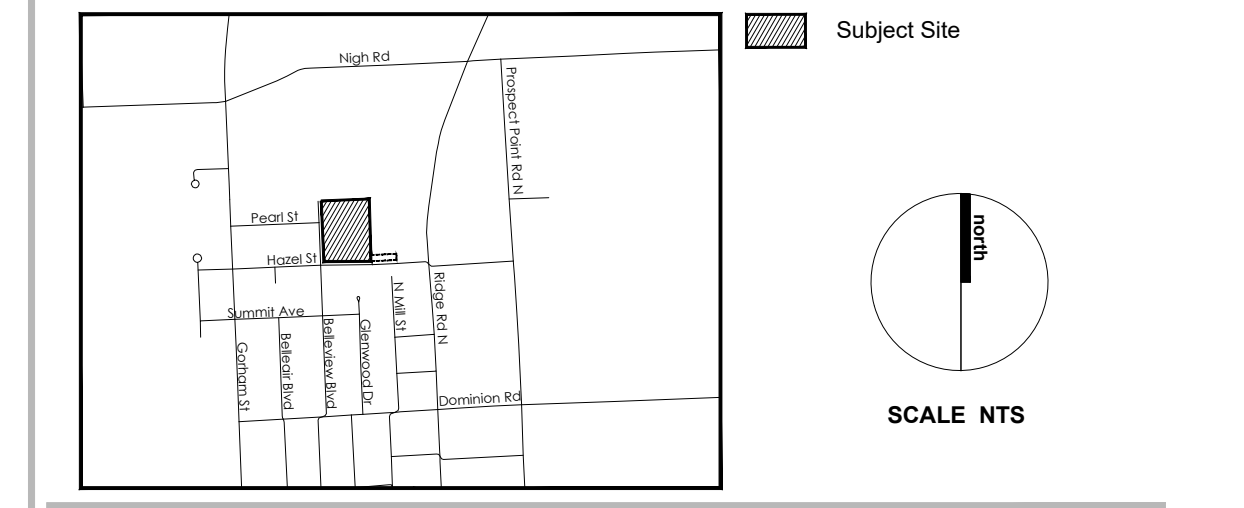 Subject Site
Nigh Rd
Prospect Point Rd N
Pearl St
Hazel St
Summit Ave
Gorham St
Belleair Blvd
Belleview Blvd
Glenwood Dr
N Mill St
Ridge Rd N
Dominion Rd
north
SCALE NTS